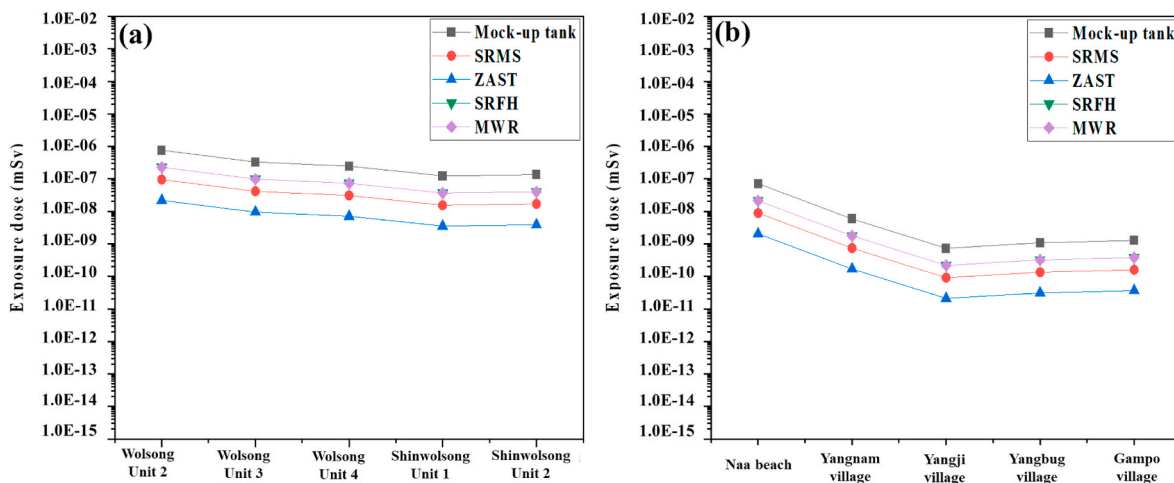 (a)
Mock-up tank
SRMS
ZAST
SRFH
MWR
Exposure dose (mSv)
1.0E-02
1.0E-03
1.0E-04
1.0E-05
1.0E-06
1.0E-07
1.0E-08
1.0E-09
1.0E-10
1.0E-11
1.0E-12
1.0E-13
1.0E-14
1.0E-15
Wolsong Unit 2
Wolsong Unit 3
Wolsong Unit 4
Shinwolsong Unit 1
Shinwolsong Unit 2
(b)
Mock-up tank
SRMS
ZAST
SRFH
MWR
Exposure dose (mSv)
1.0E-02
1.0E-03
1.0E-04
1.0E-05
1.0E-06
1.0E-07
1.0E-08
1.0E-09
1.0E-10
1.0E-11
1.0E-12
1.0E-13
1.0E-14
1.0E-15
Naa beach
Yangnam village
Yangji village
Yangbug village
Gampo village